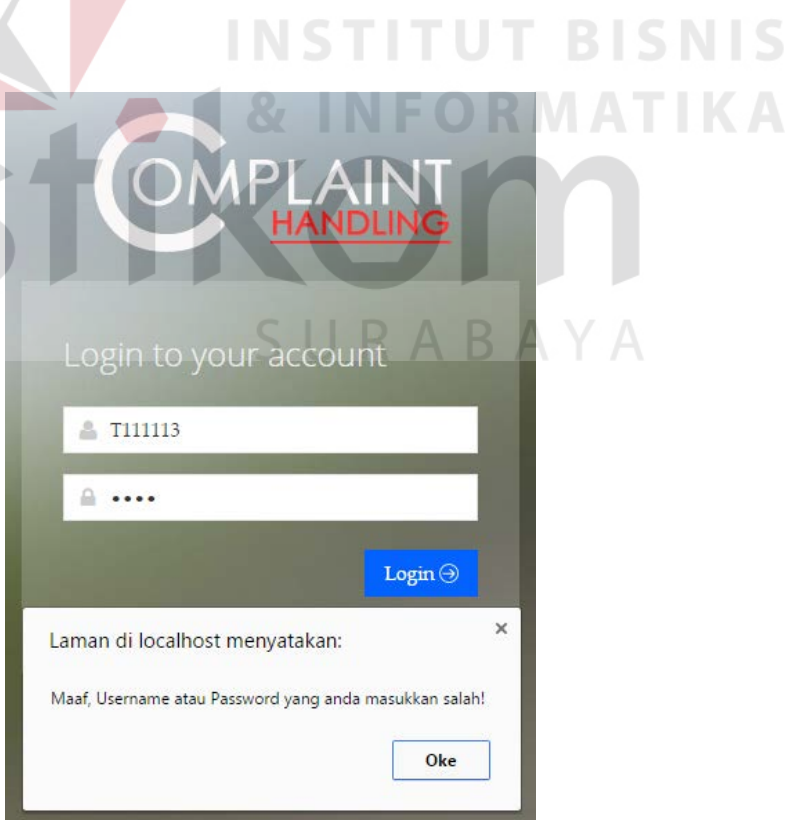 INSTITUT BISNIS
& INFORMATIKA
stikom
SURABAYA
COMPLAINT
HANDLING
Login to your account
T111113
••••
Login
Laman di localhost menyatakan:
Maaf, Username atau Password yang anda masukkan salah!
Oke